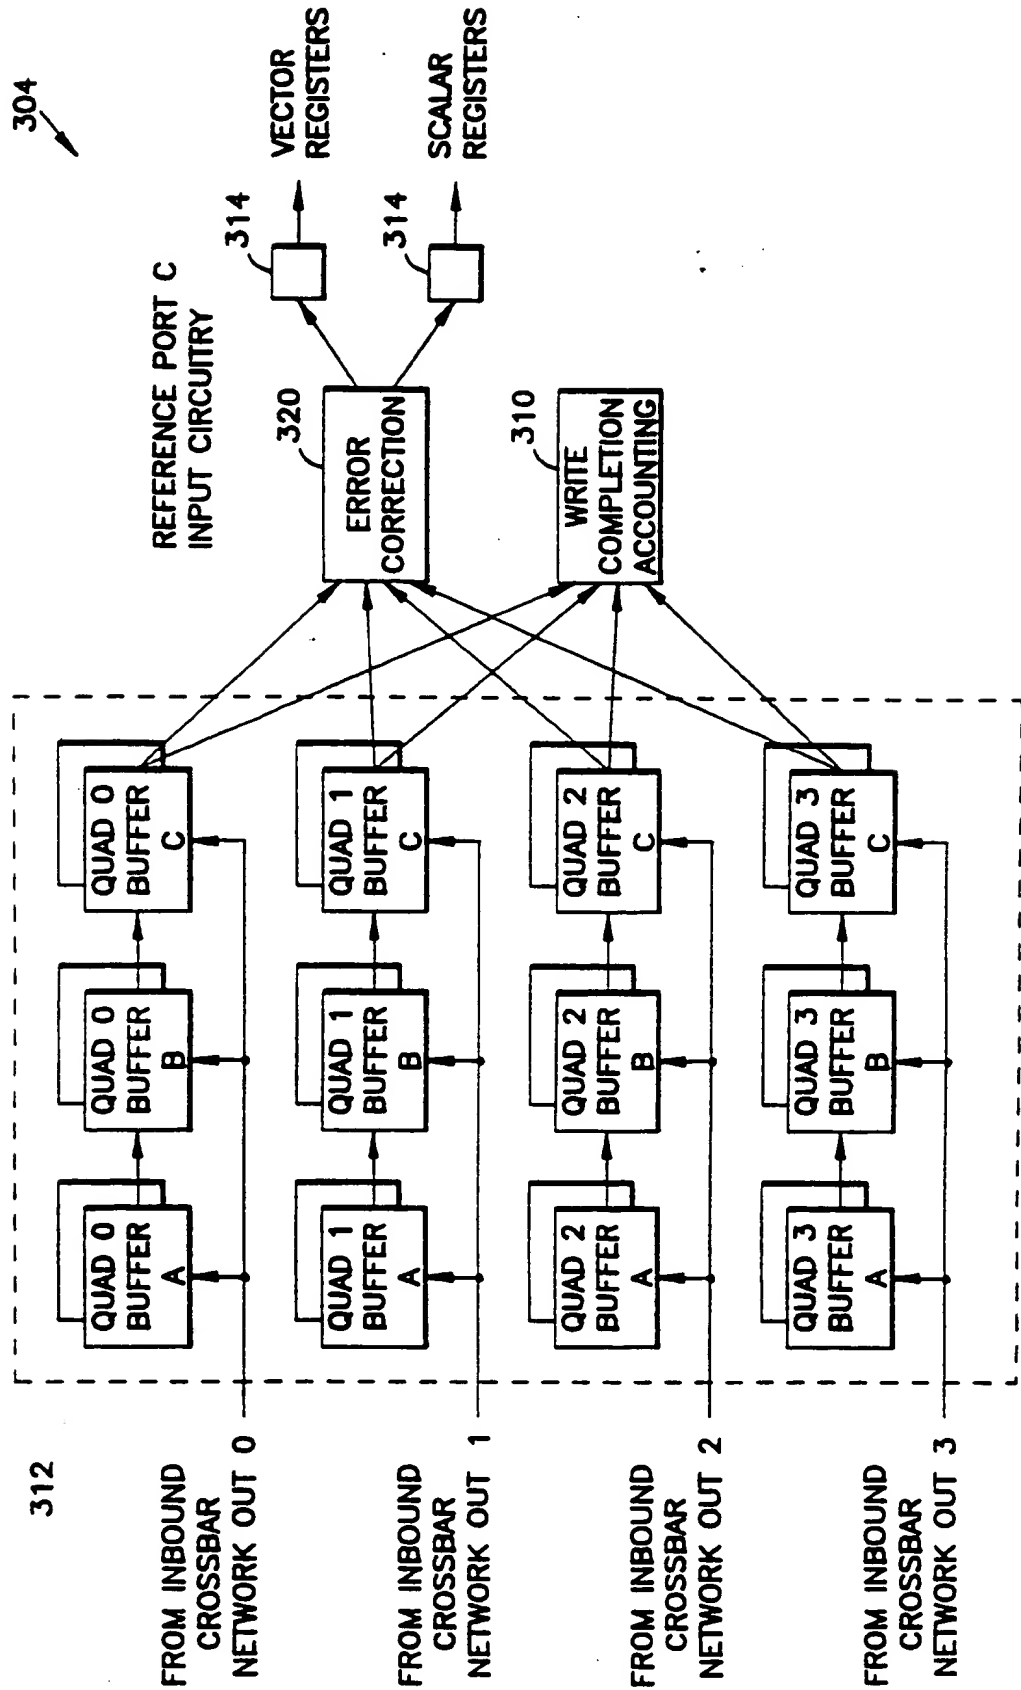 304
REFERENCE PORT C
INPUT CIRCUITRY
312
FROM INBOUND
CROSSBAR
NETWORK OUT 0
QUAD 0
BUFFER
A
QUAD 0
BUFFER
B
QUAD 0
BUFFER
C
FROM INBOUND
CROSSBAR
NETWORK OUT 1
QUAD 1
BUFFER
A
QUAD 1
BUFFER
B
QUAD 1
BUFFER
C
FROM INBOUND
CROSSBAR
NETWORK OUT 2
QUAD 2
BUFFER
A
QUAD 2
BUFFER
B
QUAD 2
BUFFER
C
FROM INBOUND
CROSSBAR
NETWORK OUT 3
QUAD 3
BUFFER
A
QUAD 3
BUFFER
B
QUAD 3
BUFFER
C
320
ERROR
CORRECTION
310
WRITE
COMPLETION
ACCOUNTING
314
VECTOR
REGISTERS
314
SCALAR
REGISTERS